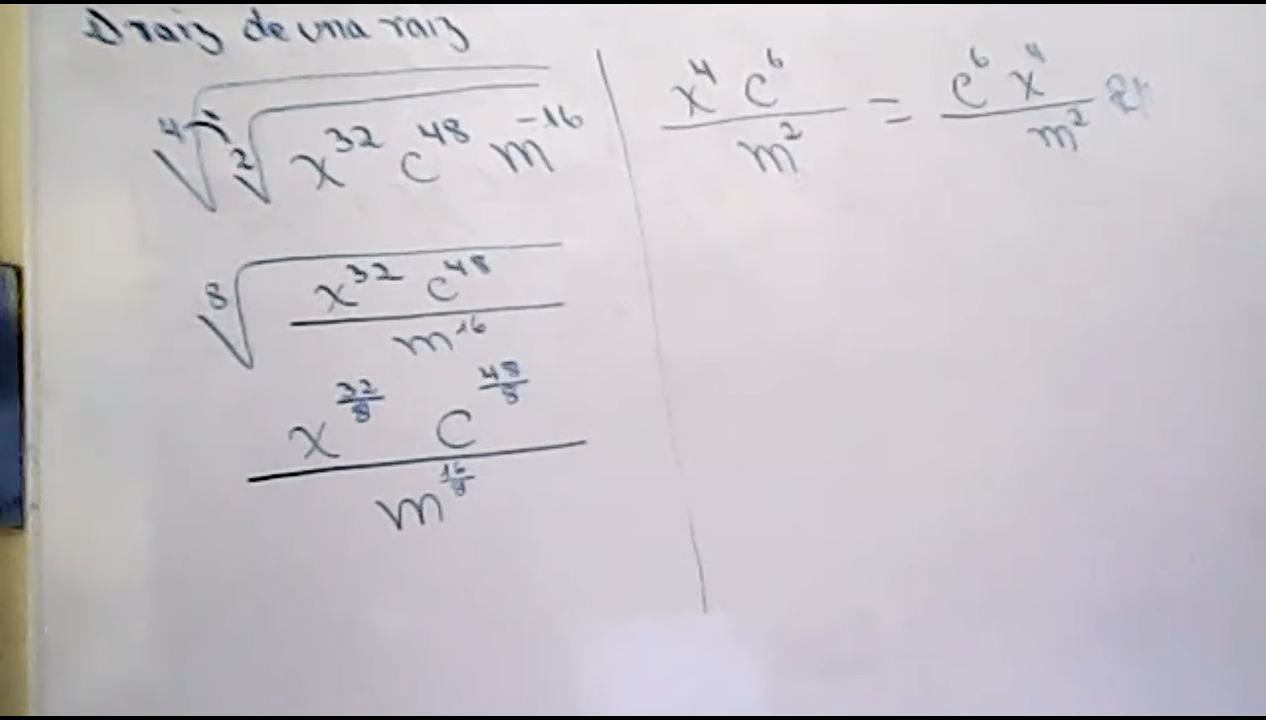 raiz de una raiz
⁴√ ²√ x³² c⁴⁸ m⁻¹⁶
⁸√ x³² c⁴⁸ / m¹⁶
x^(32/8) c^(48/8) / m^(16/8)
x⁴ c⁶ / m² = c⁶ x⁴ / m²